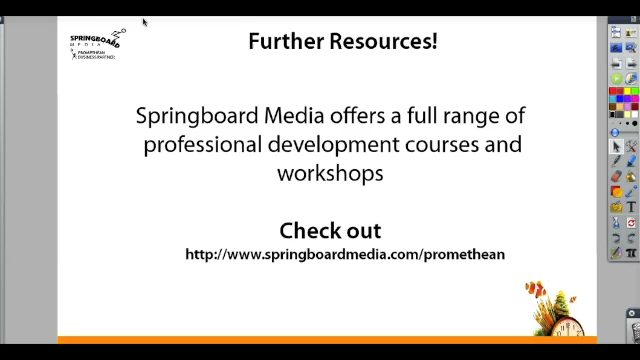 SPRINGBOARD
MEDIA
PROMETHEAN
BUSINESS PARTNER
Further Resources!
Springboard Media offers a full range of
professional development courses and
workshops
Check out
http://www.springboardmedia.com/promethean